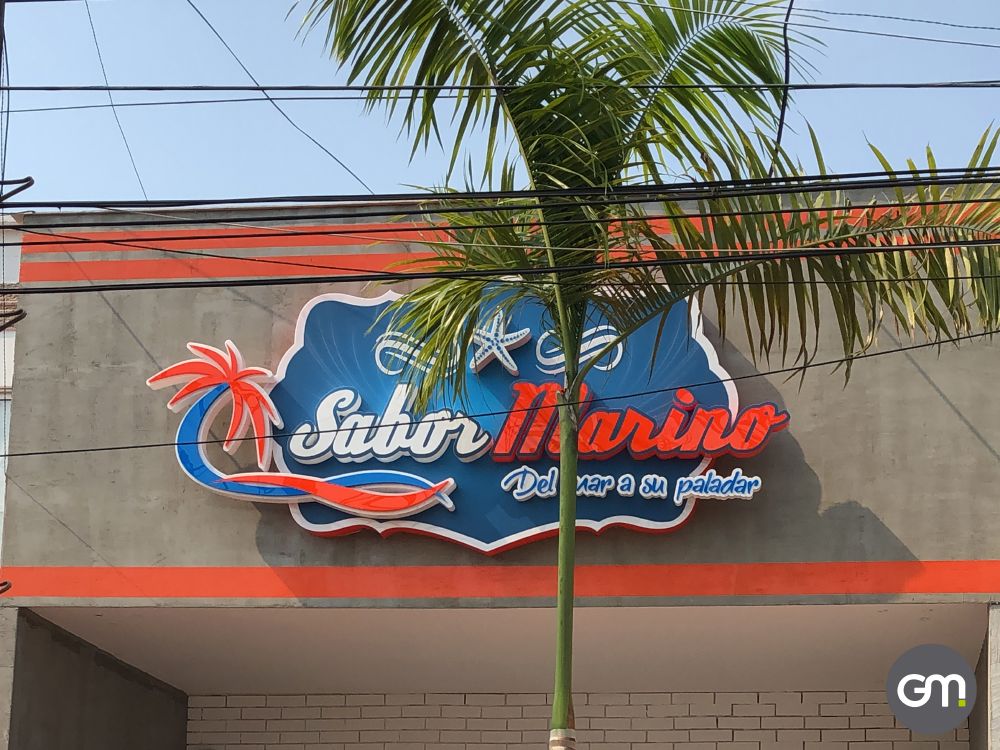 Sabor Marino
Del mar a su paladar
GM.